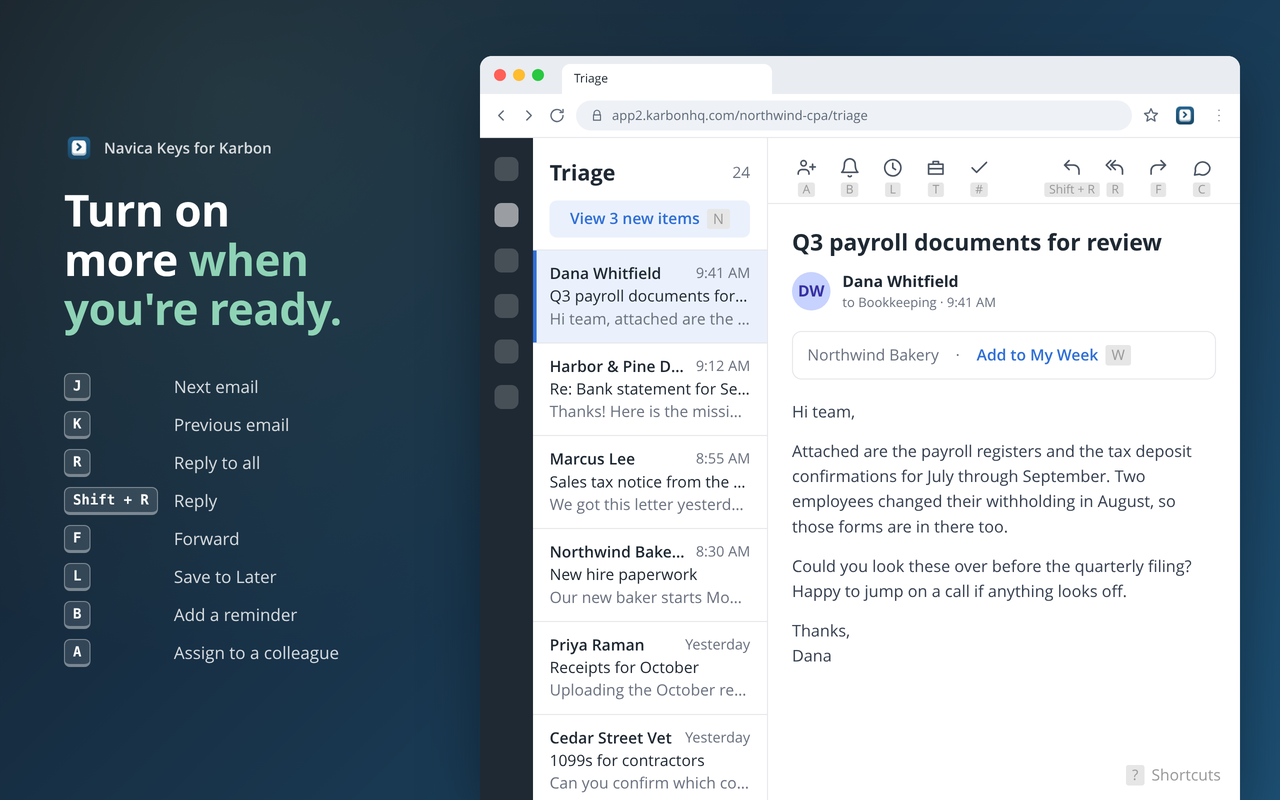 Navica Keys for Karbon
Turn on
more when
you're ready.
J Next email
K Previous email
R Reply to all
Shift + R Reply
F Forward
L Save to Later
B Add a reminder
A Assign to a colleague
Triage
app2.karbonhq.com/northwind-cpa/triage
Triage 24
View 3 new items N
Dana Whitfield 9:41 AM
Q3 payroll documents for...
Hi team, attached are the ...
Harbor & Pine D... 9:12 AM
Re: Bank statement for Se...
Thanks! Here is the missi...
Marcus Lee 8:55 AM
Sales tax notice from the ...
We got this letter yesterd...
Northwind Bake... 8:30 AM
New hire paperwork
Our new baker starts Mo...
Priya Raman Yesterday
Receipts for October
Uploading the October re...
Cedar Street Vet Yesterday
1099s for contractors
Can you confirm which co...
A B L T # Shift + R R F C
Q3 payroll documents for review
DW
Dana Whitfield
to Bookkeeping · 9:41 AM
Northwind Bakery · Add to My Week W
Hi team,
Attached are the payroll registers and the tax deposit
confirmations for July through September. Two
employees changed their withholding in August, so
those forms are in there too.
Could you look these over before the quarterly filing?
Happy to jump on a call if anything looks off.
Thanks,
Dana
? Shortcuts